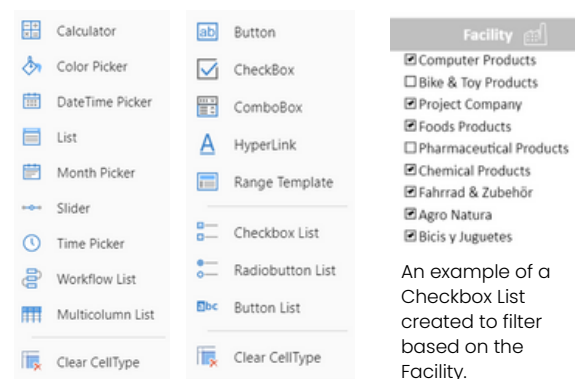 Calculator
Color Picker
DateTime Picker
List
Month Picker
Slider
Time Picker
Workflow List
Multicolumn List
Clear CellType
ab Button
CheckBox
ComboBox
A HyperLink
Range Template
Checkbox List
Radiobutton List
abc Button List
Clear CellType
Facility
Computer Products
Bike & Toy Products
Project Company
Foods Products
Pharmaceutical Products
Chemical Products
Fahrrad & Zubehör
Agro Natura
Bicis y Juguetes
An example of a
Checkbox List
created to filter
based on the
Facility.